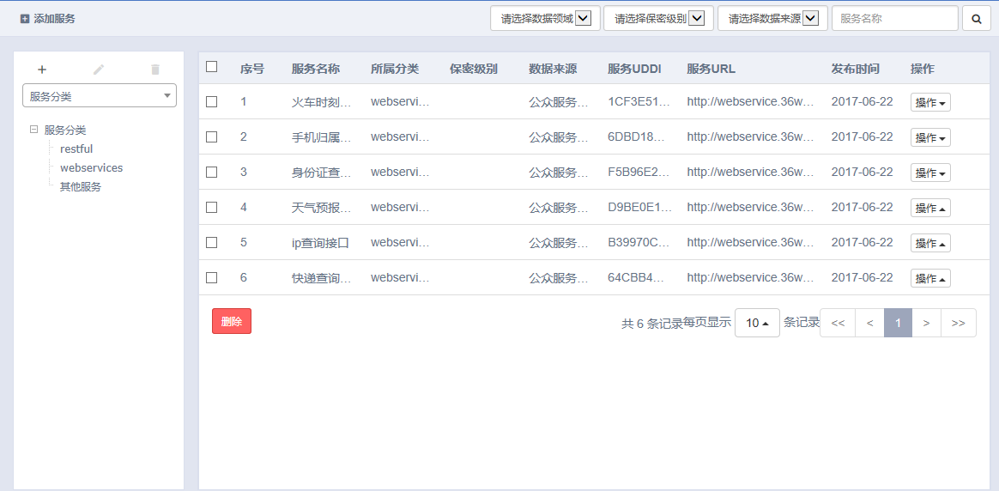 添加服务 请选择数据领域 请选择保密级别 请选择数据来源 服务名称
服务分类
服务分类
restful
webservices
其他服务
序号 服务名称 所属分类 保密级别 数据来源 服务UDDI 服务URL 发布时间 操作
1 火车时刻... webservi... 公众服务... 1CF3E51... http://webservice.36w... 2017-06-22 操作
2 手机归属... webservi... 公众服务... 6DBD18... http://webservice.36w... 2017-06-22 操作
3 身份证查... webservi... 公众服务... F5B96E2... http://webservice.36w... 2017-06-22 操作
4 天气预报... webservi... 公众服务... D9BE0E1... http://webservice.36w... 2017-06-22 操作
5 ip查询接口 webservi... 公众服务... B39970C... http://webservice.36w... 2017-06-22 操作
6 快递查询... webservi... 公众服务... 64CBB4... http://webservice.36w... 2017-06-22 操作
删除 共 6 条记录每页显示 10 条记录 << < 1 > >>